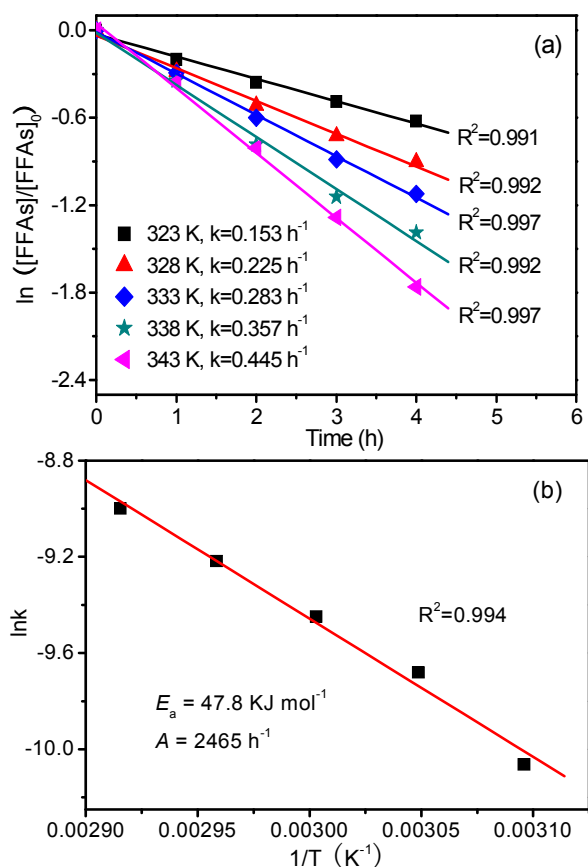 (a)
ln ([FFAs]/[FFAs]₀)
0.0
-0.6
-1.2
-1.8
-2.4
R²=0.991
R²=0.992
R²=0.997
R²=0.992
R²=0.997
323 K, k=0.153 h⁻¹
328 K, k=0.225 h⁻¹
333 K, k=0.283 h⁻¹
338 K, k=0.357 h⁻¹
343 K, k=0.445 h⁻¹
0 1 2 3 4 5 6
Time (h)
(b)
lnk
-8.8
-9.2
-9.6
-10.0
R²=0.994
Eₐ = 47.8 KJ mol⁻¹
A = 2465 h⁻¹
0.00290 0.00295 0.00300 0.00305 0.00310
1/T (K⁻¹)